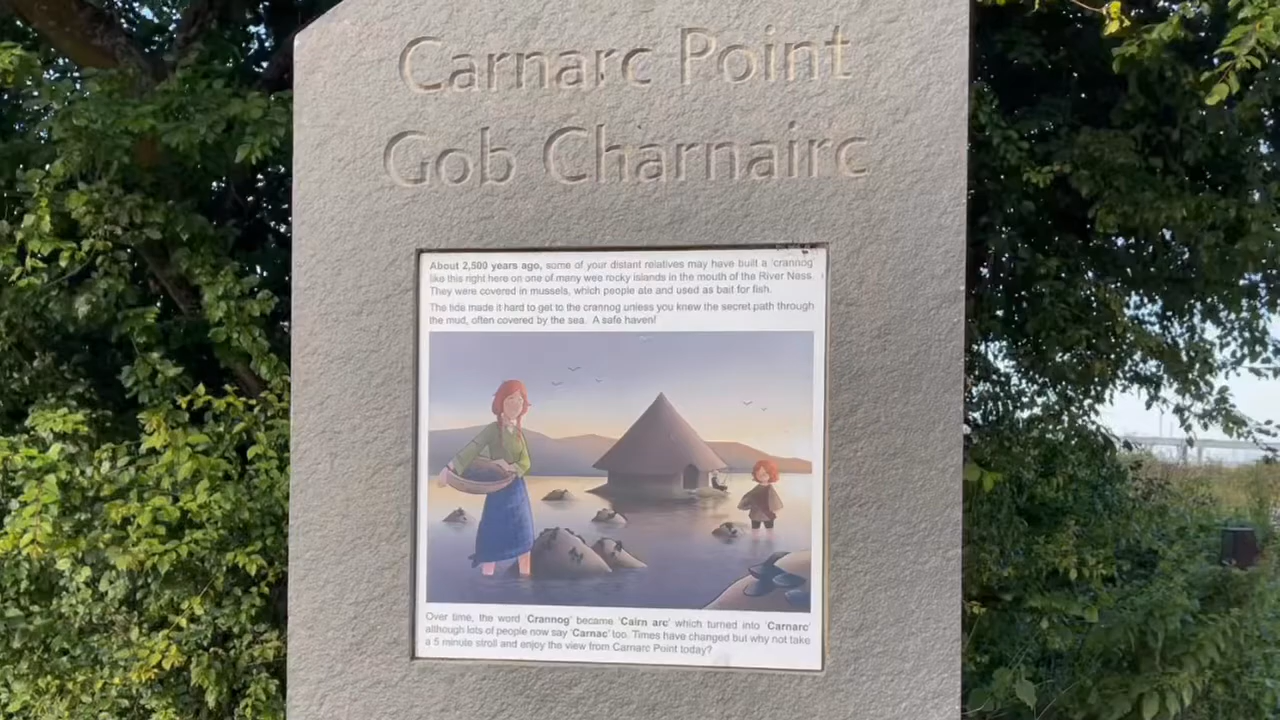 Carnarc Point
Gob Charnairc
About 2,500 years ago, some of your distant relatives may have built a 'crannog'
like this right here on one of many wee rocky islands in the mouth of the River Ness.
They were covered in mussels, which people ate and used as bait for fish.
The tide made it hard to get to the crannog unless you knew the secret path through
the mud, often covered by the sea. A safe haven!
Over time, the word 'Crannog' became 'Cairn arc' which turned into 'Carnarc'
although lots of people now say 'Carnac' too. Times have changed but why not take
a 5 minute stroll and enjoy the view from Carnarc Point today?